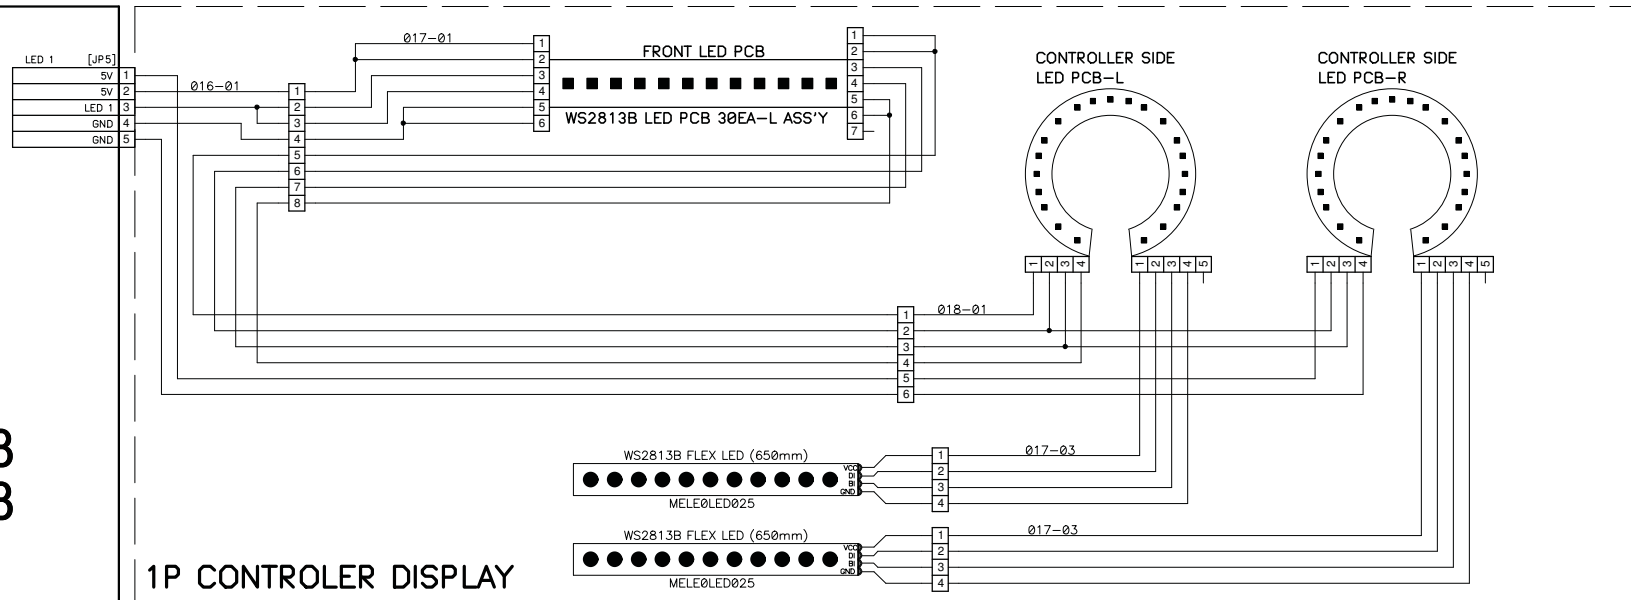 LED 1 [JP5]
5V 1
5V 2
LED 1 3
GND 4
GND 5
016-01
1
2
3
4
5
6
7
8
017-01
1
2
3
4
5
6
FRONT LED PCB
WS2813B LED PCB 30EA-L ASS'Y
1
2
3
4
5
6
7
CONTROLLER SIDE
LED PCB-L
1 2 3 4
1 2 3 4 5
CONTROLLER SIDE
LED PCB-R
1 2 3 4
1 2 3 4 5
1
2
3
4
5
6
018-01
WS2813B FLEX LED (650mm)
VCC
DI
BI
GND
MELE0LED025
1
2
3
4
017-03
WS2813B FLEX LED (650mm)
VCC
DI
BI
GND
MELE0LED025
1
2
3
4
017-03
1P CONTROLER DISPLAY